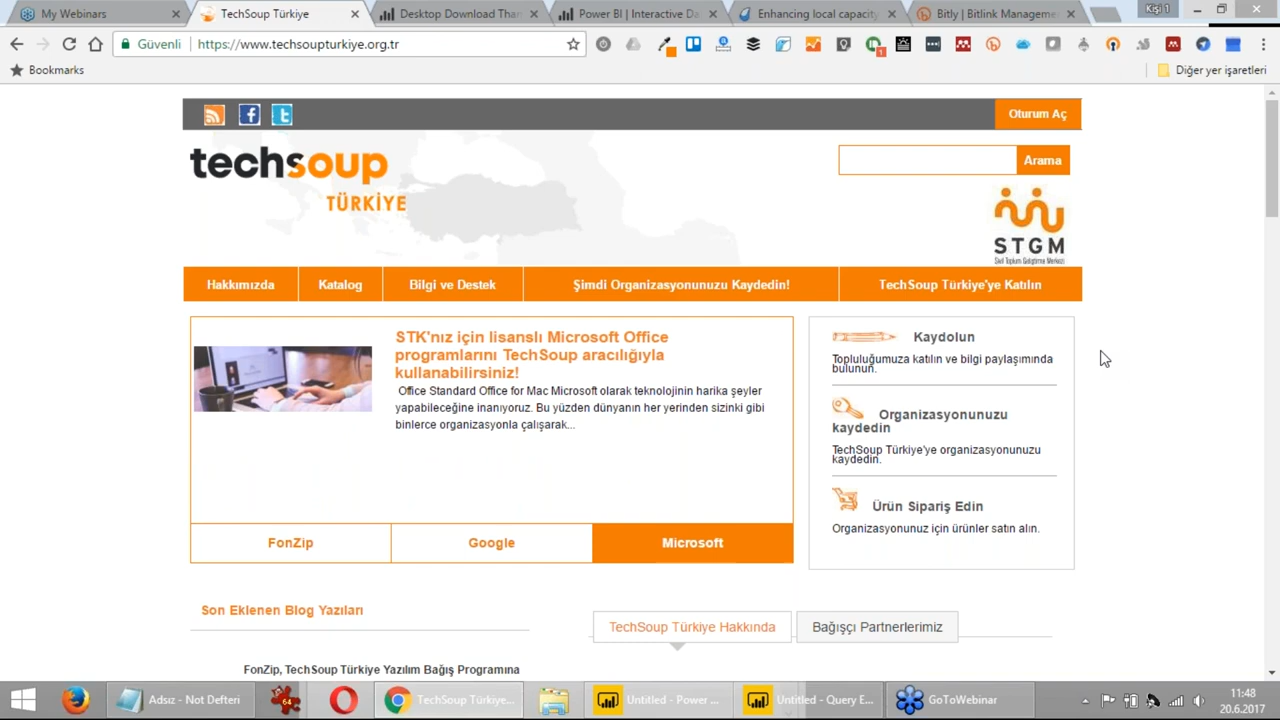 My Webinars
TechSoup Türkiye
Desktop Download Than
Power BI | Interactive Da
Enhancing local capacity
Bitly | Bitlink Manageme
Kişi 1
Güvenli
https://www.techsoupturkiye.org.tr
1
Bookmarks
Diğer yer işaretleri
Oturum Aç
techsoup
TÜRKİYE
Arama
STGM
Sivil Toplum Geliştirme Merkezi
Hakkımızda
Katalog
Bilgi ve Destek
Şimdi Organizasyonunuzu Kaydedin!
TechSoup Türkiye'ye Katılın
STK'nız için lisanslı Microsoft Office
programlarını TechSoup aracılığıyla
kullanabilirsiniz!
Office Standard Office for Mac Microsoft olarak teknolojinin harika şeyler
yapabileceğine inanıyoruz. Bu yüzden dünyanın her yerinden sizinki gibi
binlerce organizasyonla çalışarak...
FonZip
Google
Microsoft
Kaydolun
Topluluğumuza katılın ve bilgi paylaşımında
bulunun.
Organizasyonunuzu
kaydedin
TechSoup Türkiye'ye organizasyonunuzu
kaydedin.
Ürün Sipariş Edin
Organizasyonunuz için ürünler satın alın.
Son Eklenen Blog Yazıları
TechSoup Türkiye Hakkında
Bağışçı Partnerlerimiz
FonZip, TechSoup Türkiye Yazılım Bağış Programına
Adsız - Not Defteri
64
TechSoup Türkiye...
Untitled - Power ...
Untitled - Query E...
GoToWebinar
11:48
20.6.2017